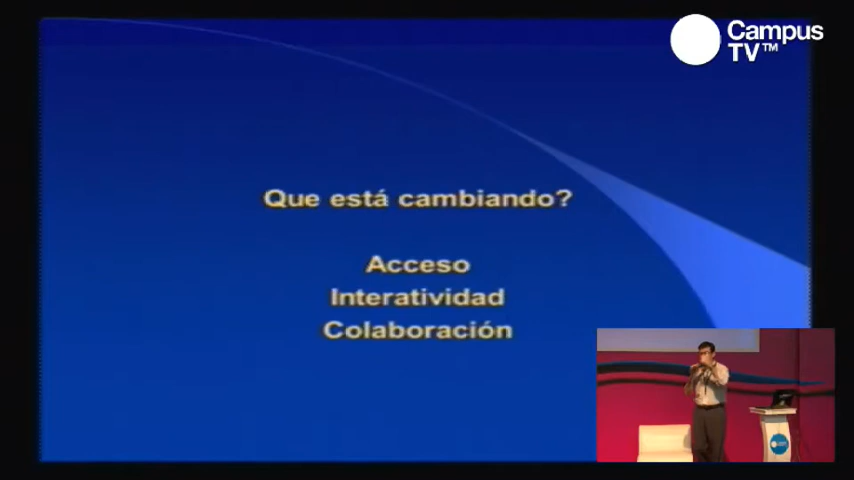 Campus
TV™
Que está cambiando?
Acceso
Interatividad
Colaboración